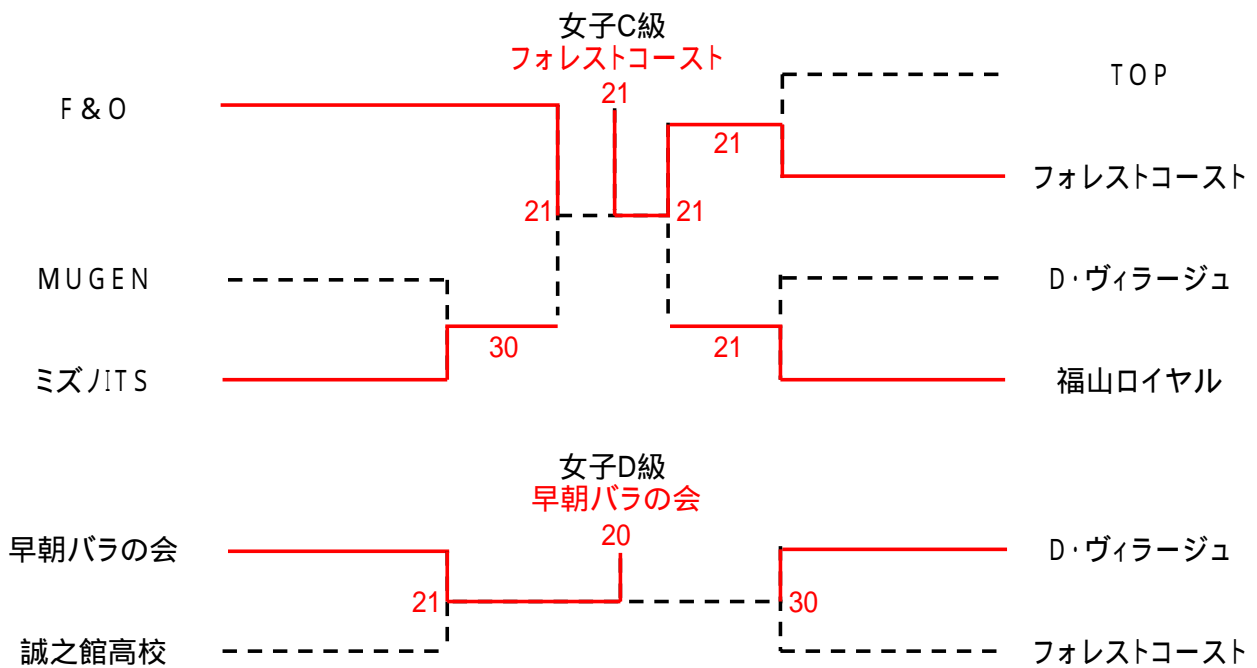 女子C級
フォレストコースト
21
TOP
F&O
21
フォレストコースト
21
21
MUGEN
D・ヴィラージュ
30
21
ミズノITS
福山ロイヤル
女子D級
早朝バラの会
20
早朝バラの会
D・ヴィラージュ
21
30
誠之館高校
フォレストコースト